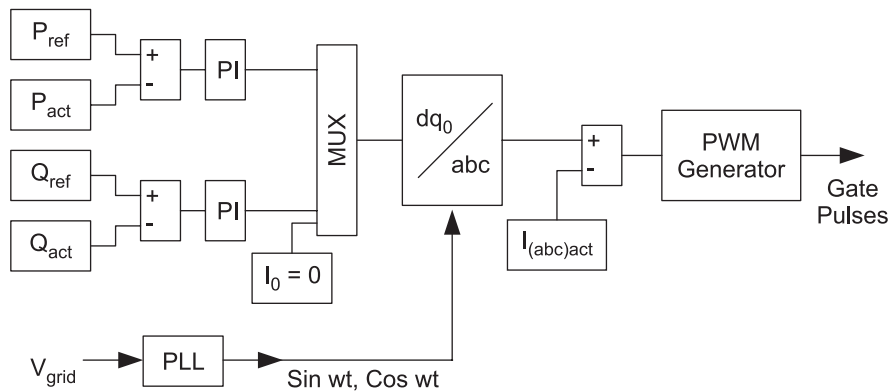 P_ref
+
-
PI
P_act
Q_ref
+
-
PI
Q_act
I_0 = 0
MUX
dq_0
abc
+
-
I_(abc)act
PWM
Generator
Gate
Pulses
V_grid
PLL
Sin wt, Cos wt